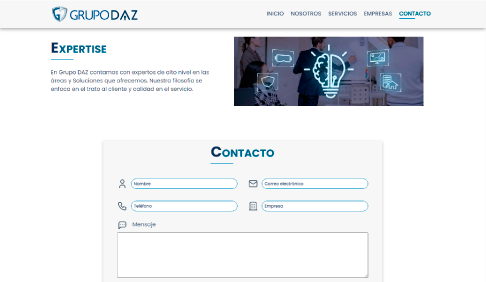 GRUPO DAZ
INICIO NOSOTROS SERVICIOS EMPRESAS CONTACTO
EXPERTISE
En Grupo DAZ contamos con expertos de alto nivel en las
áreas y Soluciones que ofrecemos. Nuestra filosofía se
enfoca en el trato al cliente y calidad en el servicio.
CONTACTO
Nombre
Correo electrónico
Teléfono
Empresa
Mensaje